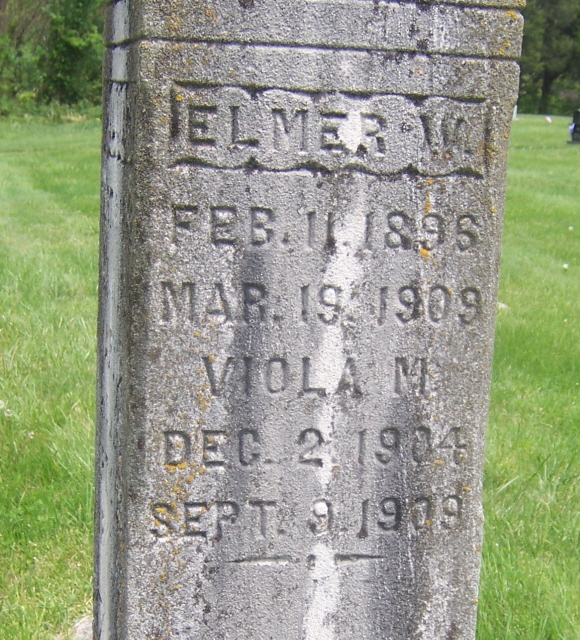 ELMER W.
FEB. 11. 1896
MAR. 19. 1909
VIOLA M.
DEC. 2. 1904
SEPT. 9. 1909